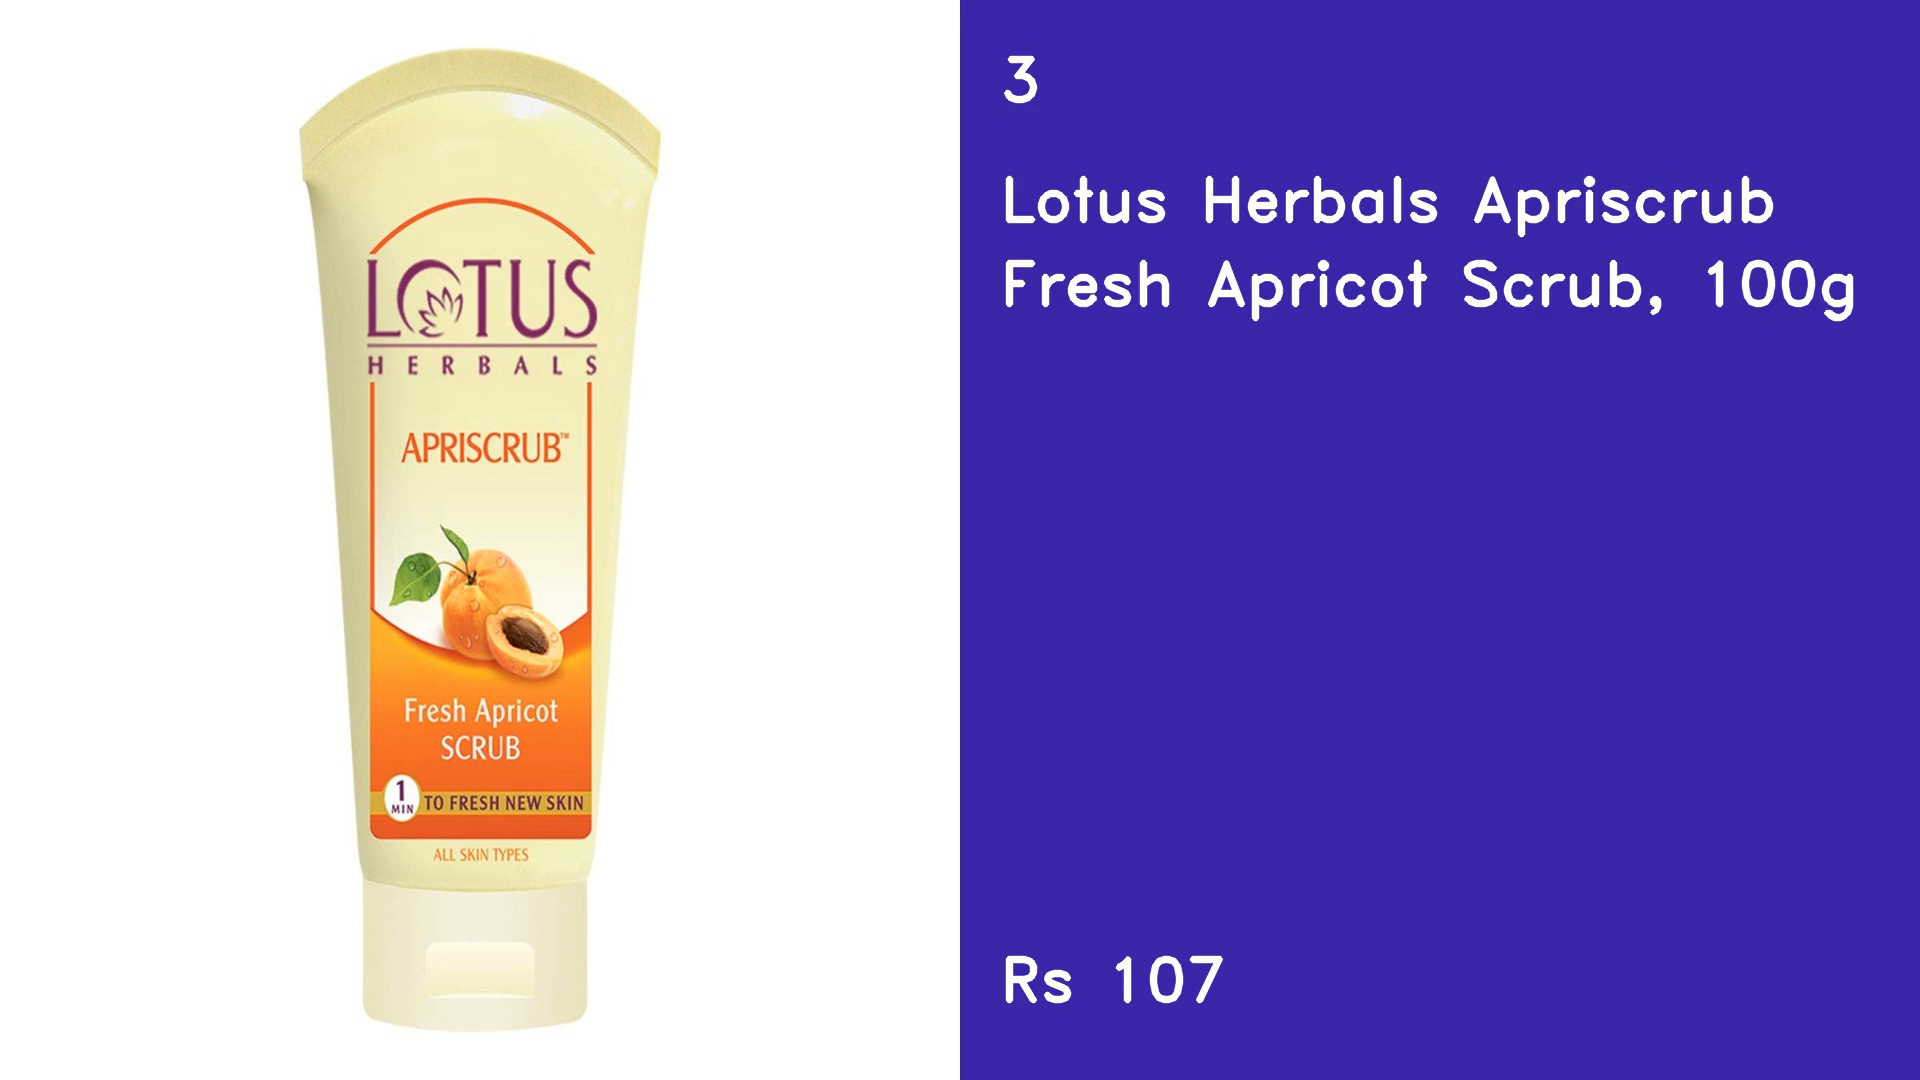 LOTUS
HERBALS
APRISCRUB™
Fresh Apricot
SCRUB
1
MIN
TO FRESH NEW SKIN
ALL SKIN TYPES
3
Lotus Herbals Apriscrub
Fresh Apricot Scrub, 100g
Rs 107